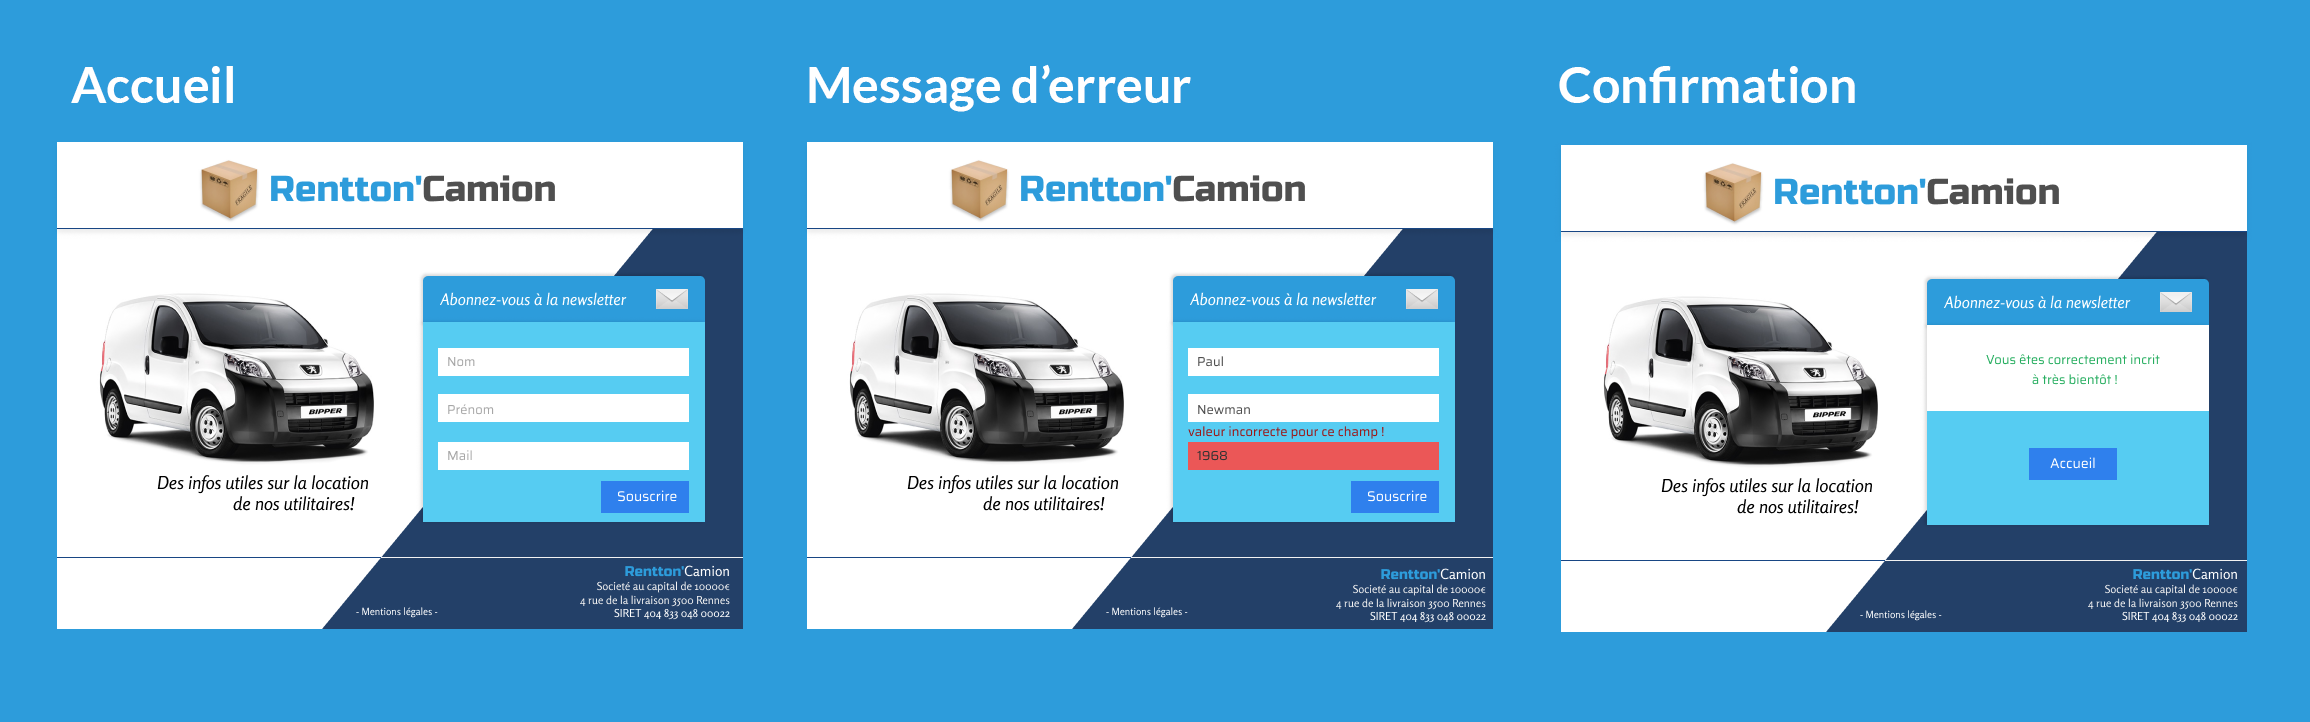 Accueil
FRAGILE
Rentton'Camion
Abonnez-vous à la newsletter
Nom
Prénom
Mail
Souscrire
BIPPER
Des infos utiles sur la location
de nos utilitaires!
Rentton'Camion
Societé au capital de 10000€
4 rue de la livraison 3500 Rennes
SIRET 404 833 048 00022
- Mentions légales -
Message d’erreur
FRAGILE
Rentton'Camion
Abonnez-vous à la newsletter
Paul
Newman
valeur incorrecte pour ce champ !
1968
Souscrire
BIPPER
Des infos utiles sur la location
de nos utilitaires!
Rentton'Camion
Societé au capital de 10000€
4 rue de la livraison 3500 Rennes
SIRET 404 833 048 00022
- Mentions légales -
Confirmation
FRAGILE
Rentton'Camion
Abonnez-vous à la newsletter
Vous êtes correctement incrit
à très bientôt !
Accueil
BIPPER
Des infos utiles sur la location
de nos utilitaires!
Rentton'Camion
Societé au capital de 10000€
4 rue de la livraison 3500 Rennes
SIRET 404 833 048 00022
- Mentions légales -